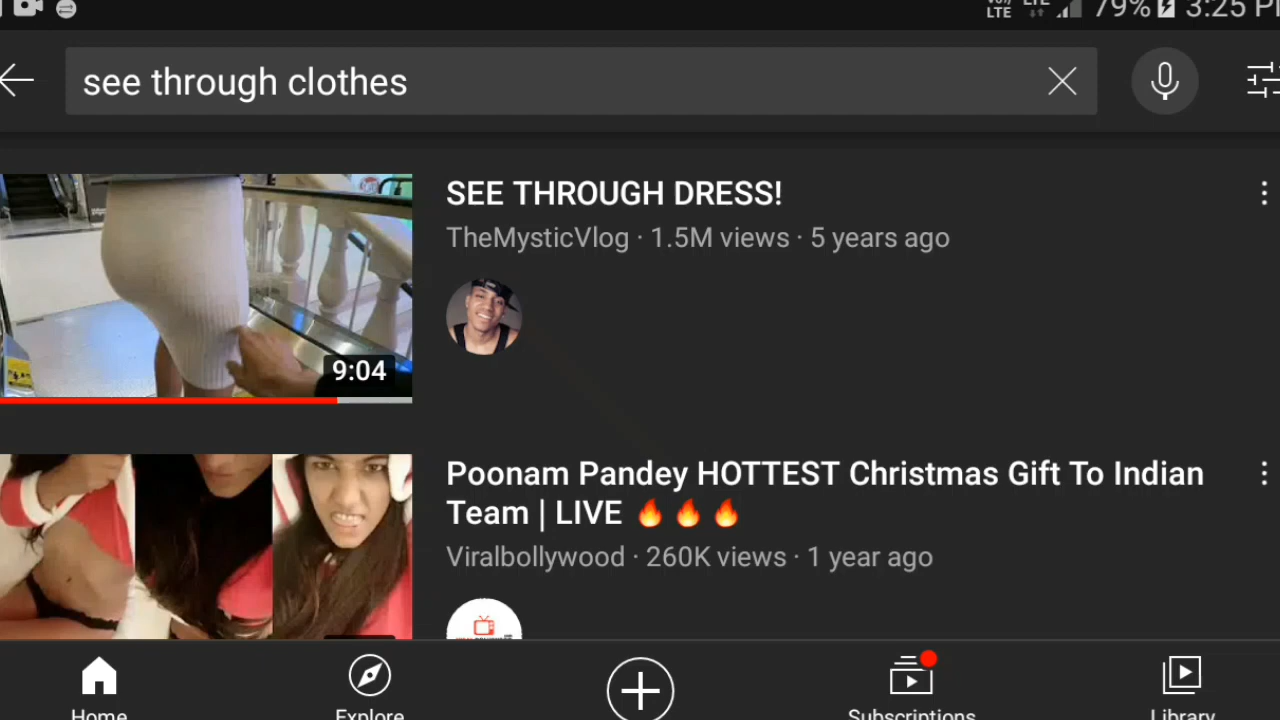 LTE LTE 79% 3:25
see through clothes
SEE THROUGH DRESS!
TheMysticVlog · 1.5M views · 5 years ago
9:04
Poonam Pandey HOTTEST Christmas Gift To Indian
Team | LIVE 🔥🔥🔥
Viralbollywood · 260K views · 1 year ago
Home Explore Subscriptions Library